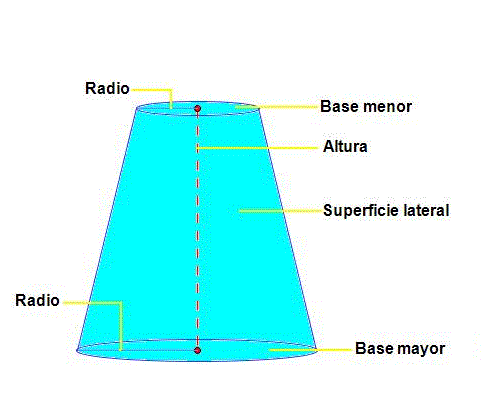 Radio
Base menor
Altura
Superficie lateral
Radio
Base mayor